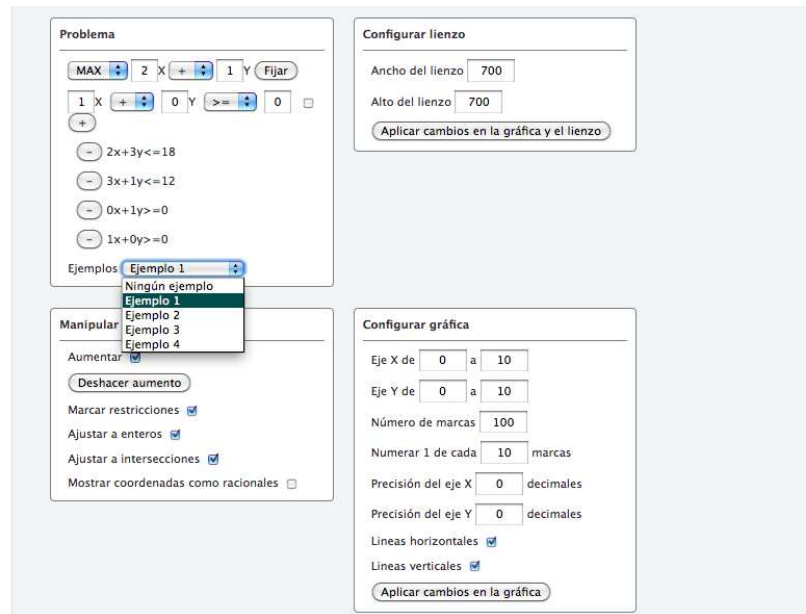 Problema
MAX 2 X + 1 Y Fijar
1 X + 0 Y >= 0
+
- 2x+3y<=18
- 3x+1y<=12
- 0x+1y>=0
- 1x+0y>=0
Ejemplos Ejemplo 1
Ningún ejemplo
Ejemplo 1
Ejemplo 2
Ejemplo 3
Ejemplo 4
Configurar lienzo
Ancho del lienzo 700
Alto del lienzo 700
Aplicar cambios en la gráfica y el lienzo
Manipular
Aumentar
Deshacer aumento
Marcar restricciones
Ajustar a enteros
Ajustar a intersecciones
Mostrar coordenadas como racionales
Configurar gráfica
Eje X de 0 a 10
Eje Y de 0 a 10
Número de marcas 100
Numerar 1 de cada 10 marcas
Precisión del eje X 0 decimales
Precisión del eje Y 0 decimales
Lineas horizontales
Lineas verticales
Aplicar cambios en la gráfica